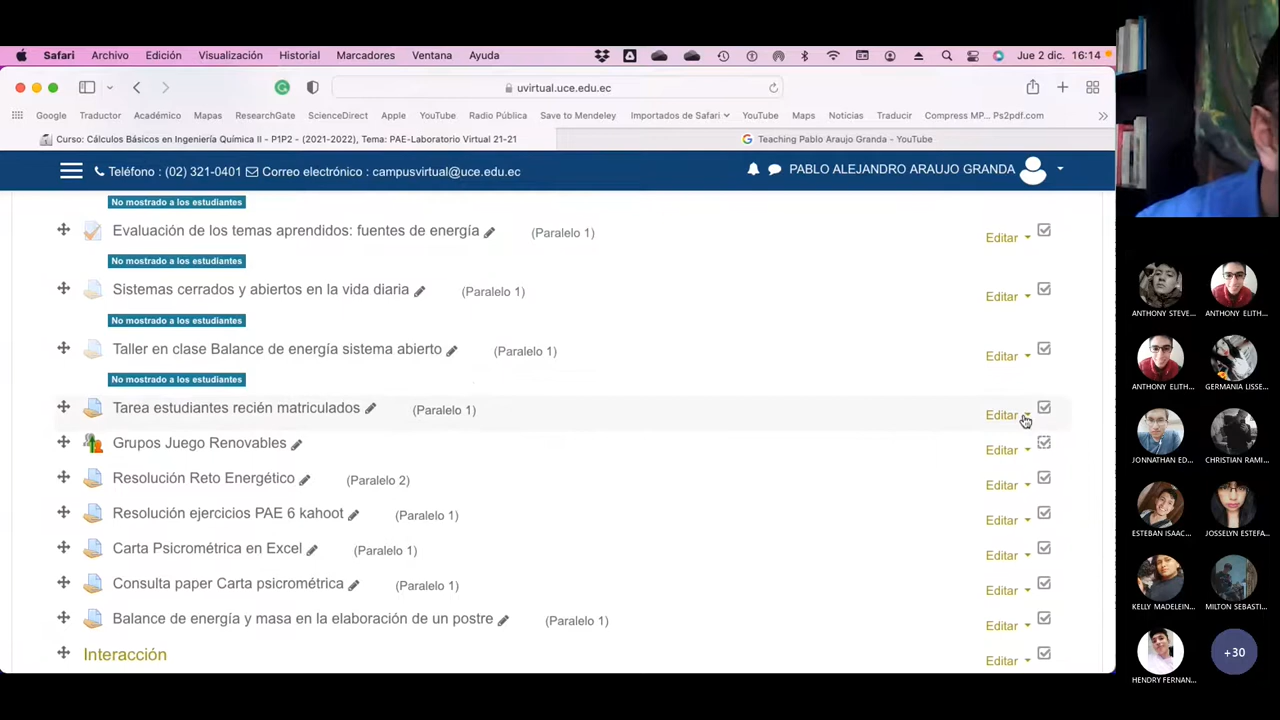 Safari Archivo Edición Visualización Historial Marcadores Ventana Ayuda Jue 2 dic. 16:14
uvirtual.uce.edu.ec
Google Traductor Académico Mapas ResearchGate ScienceDirect Apple YouTube Radio Pública Save to Mendeley Importados de Safari YouTube Maps Noticias Traducir Compress MP... Ps2pdf.com
Curso: Cálculos Básicos en Ingeniería Química II - P1P2 - (2021-2022), Tema: PAE-Laboratorio Virtual 21-21
Teaching Pablo Araujo Granda - YouTube
Teléfono : (02) 321-0401 Correo electrónico : campusvirtual@uce.edu.ec PABLO ALEJANDRO ARAUJO GRANDA
No mostrado a los estudiantes
Evaluación de los temas aprendidos: fuentes de energía (Paralelo 1) Editar
No mostrado a los estudiantes
Sistemas cerrados y abiertos en la vida diaria (Paralelo 1) Editar
No mostrado a los estudiantes
Taller en clase Balance de energía sistema abierto (Paralelo 1) Editar
No mostrado a los estudiantes
Tarea estudiantes recién matriculados (Paralelo 1) Editar
Grupos Juego Renovables Editar
Resolución Reto Energético (Paralelo 2) Editar
Resolución ejercicios PAE 6 kahoot (Paralelo 1) Editar
Carta Psicrométrica en Excel (Paralelo 1) Editar
Consulta paper Carta psicrométrica (Paralelo 1) Editar
Balance de energía y masa en la elaboración de un postre (Paralelo 1) Editar
Interacción Editar
ANTHONY STEVE... ANTHONY ELITH...
ANTHONY ELITH... GERMANIA LISSE...
JONNATHAN ED... CHRISTIAN RAMI...
ESTEBAN ISAAC... JOSSELYN ESTEFA...
KELLY MADELEIN... MILTON SEBASTI...
HENDRY FERNAN... +30